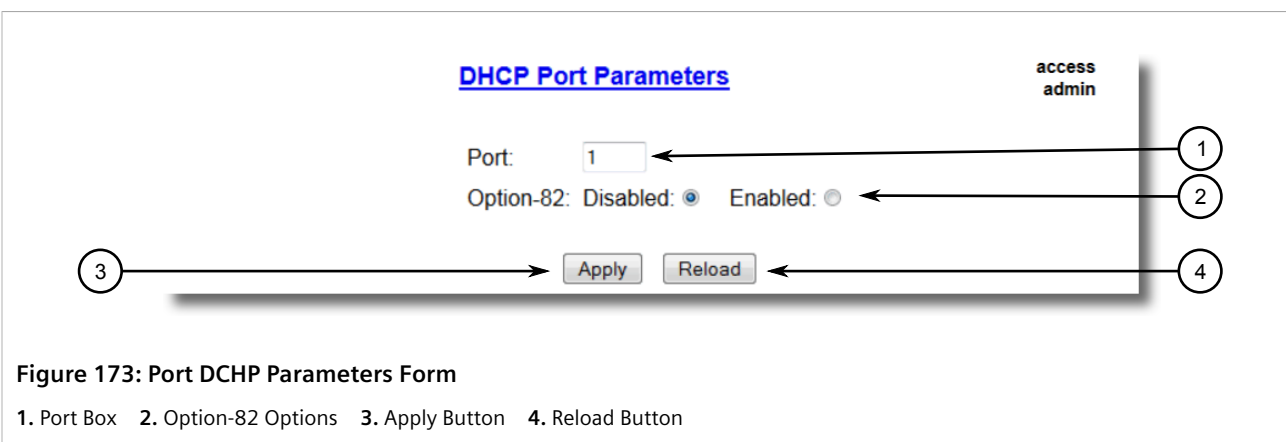 DHCP Port Parameters
access
admin
Port: 1
1
Option-82: Disabled: Enabled:
2
3
Apply Reload
4
Figure 173: Port DCHP Parameters Form
1. Port Box 2. Option-82 Options 3. Apply Button 4. Reload Button